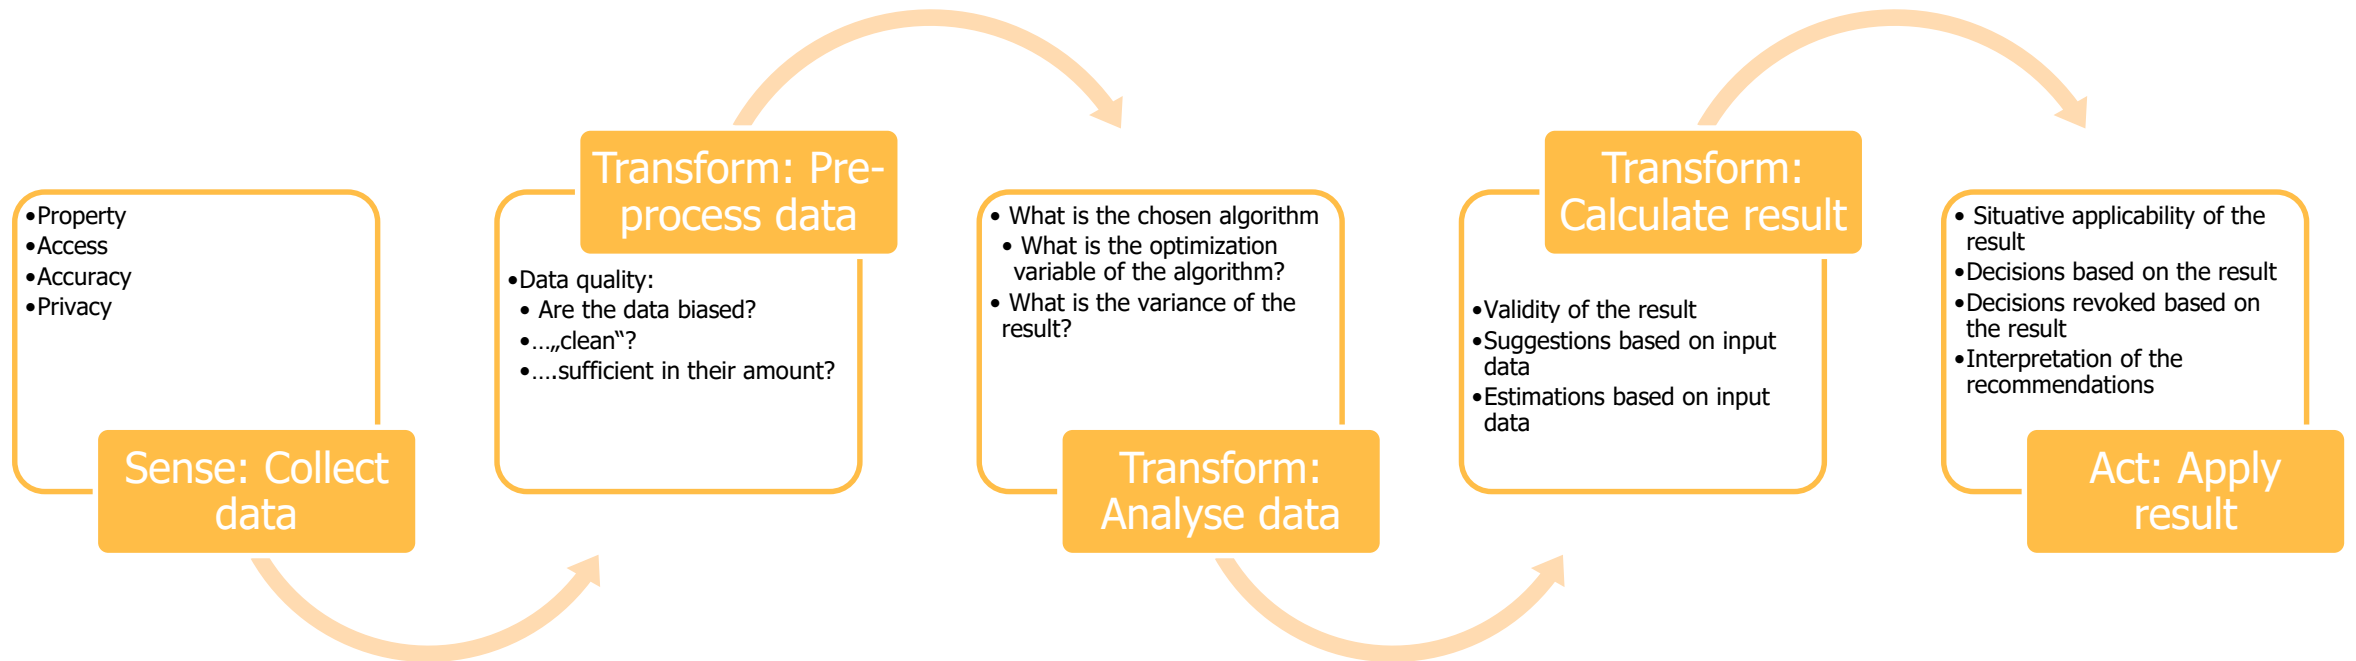 •Property
•Access
•Accuracy
•Privacy
Sense: Collect
data
Transform: Pre-
process data
•Data quality:
• Are the data biased?
•…„clean“?
•….sufficient in their amount?
• What is the chosen algorithm
• What is the optimization
variable of the algorithm?
• What is the variance of the
result?
Transform:
Analyse data
Transform:
Calculate result
•Validity of the result
•Suggestions based on input
data
•Estimations based on input
data
• Situative applicability of the
result
•Decisions based on the result
•Decisions revoked based on
the result
•Interpretation of the
recommendations
Act: Apply
result